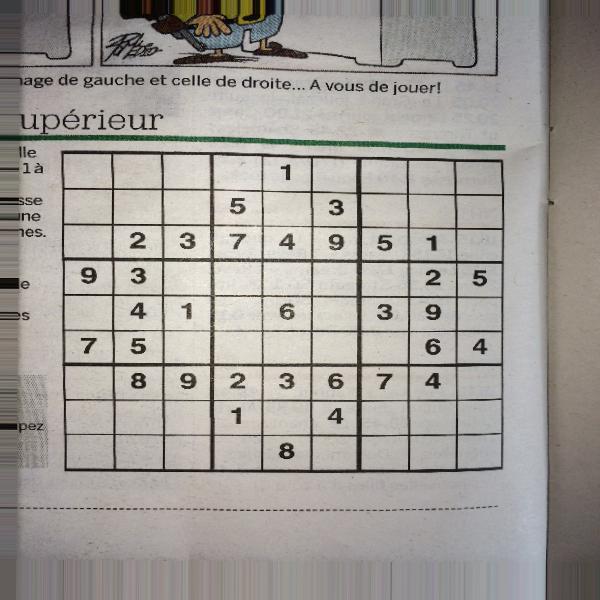 nage de gauche et celle de droite... A vous de jouer!
upérieur
lle
1 à
sse
une
nes.
e
s
pez
1
5 3
2 3 7 4 9 5 1
9 3 2 5
4 1 6 3 9
7 5 6 4
8 9 2 3 6 7 4
1 4
8